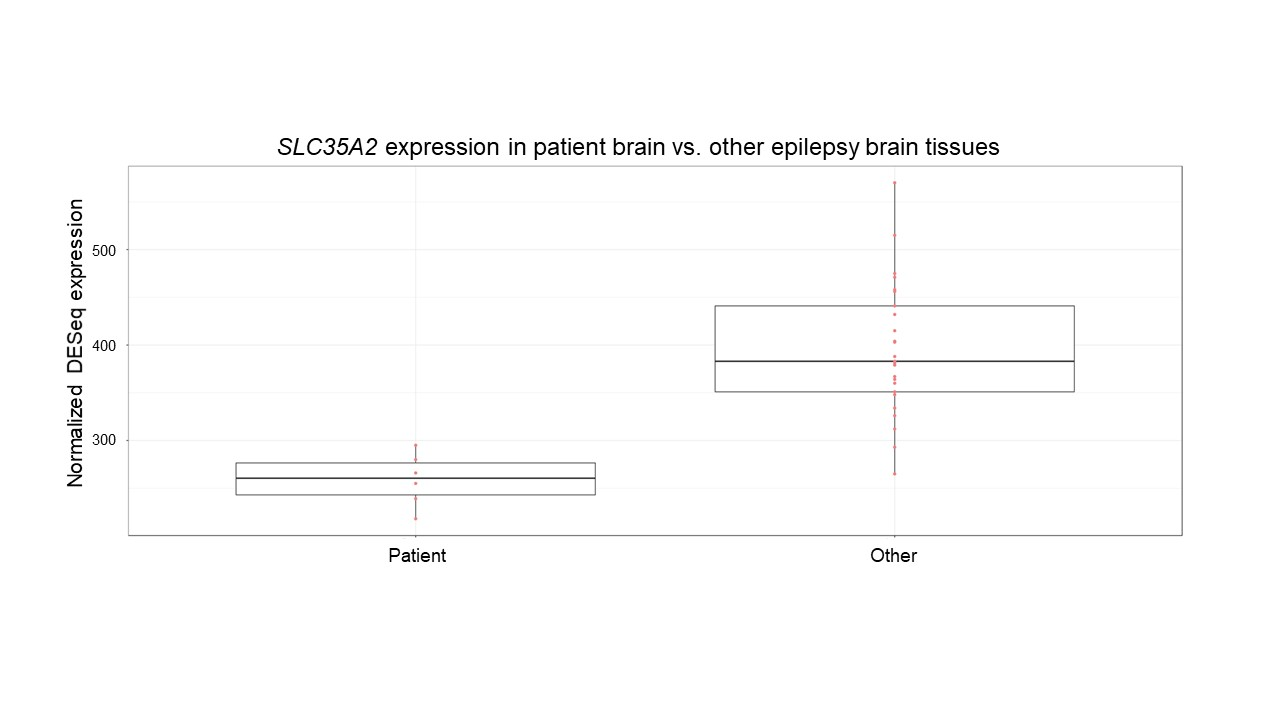 SLC35A2 expression in patient brain vs. other epilepsy brain tissues
Normalized DESeq expression
500
400
300
Patient
Other